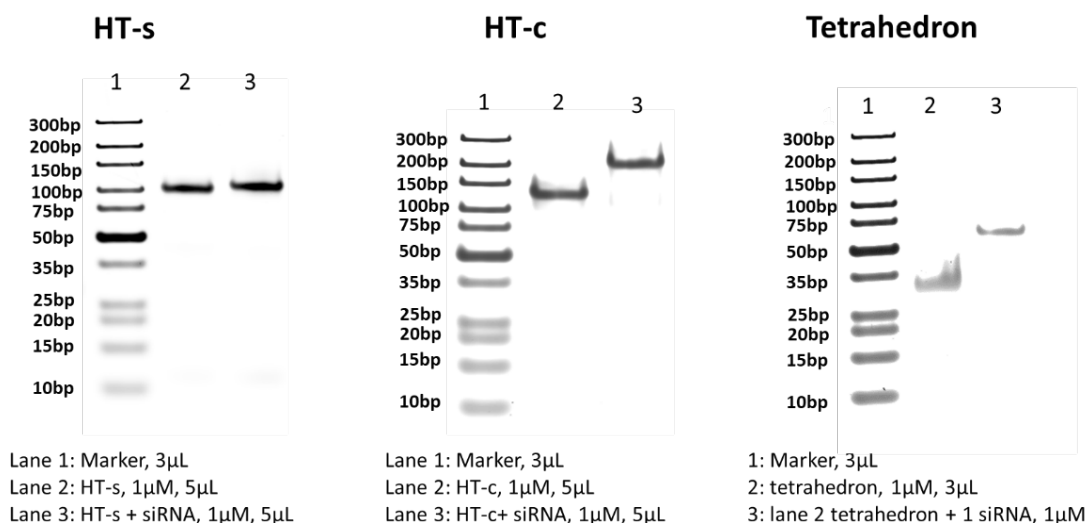 HT-s
1 2 3
300bp
200bp
150bp
100bp
75bp
50bp
35bp
25bp
20bp
15bp
10bp
Lane 1: Marker, 3µL
Lane 2: HT-s, 1µM, 5µL
Lane 3: HT-s + siRNA, 1µM, 5µL
HT-c
1 2 3
300bp
200bp
150bp
100bp
75bp
50bp
35bp
25bp
20bp
15bp
10bp
Lane 1: Marker, 3µL
Lane 2: HT-c, 1µM, 5µL
Lane 3: HT-c+ siRNA, 1µM, 5µL
Tetrahedron
1 2 3
300bp
200bp
150bp
100bp
75bp
50bp
35bp
25bp
20bp
15bp
10bp
1: Marker, 3µL
2: tetrahedron, 1µM, 3µL
3: lane 2 tetrahedron + 1 siRNA, 1µM